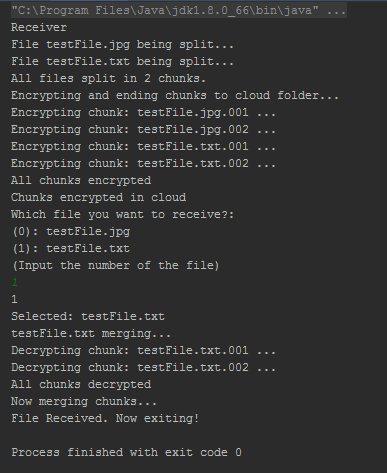 "C:\Program Files\Java\jdk1.8.0_66\bin\java" ...
Receiver
File testFile.jpg being split...
File testFile.txt being split...
All files split in 2 chunks.
Encrypting and ending chunks to cloud folder...
Encrypting chunk: testFile.jpg.001 ...
Encrypting chunk: testFile.jpg.002 ...
Encrypting chunk: testFile.txt.001 ...
Encrypting chunk: testFile.txt.002 ...
All chunks encrypted
Chunks encrypted in cloud
Which file you want to receive?:
(0): testFile.jpg
(1): testFile.txt
(Input the number of the file)
1
1
Selected: testFile.txt
testFile.txt merging...
Decrypting chunk: testFile.txt.001 ...
Decrypting chunk: testFile.txt.002 ...
All chunks decrypted
Now merging chunks...
File Received. Now exiting!
Process finished with exit code 0